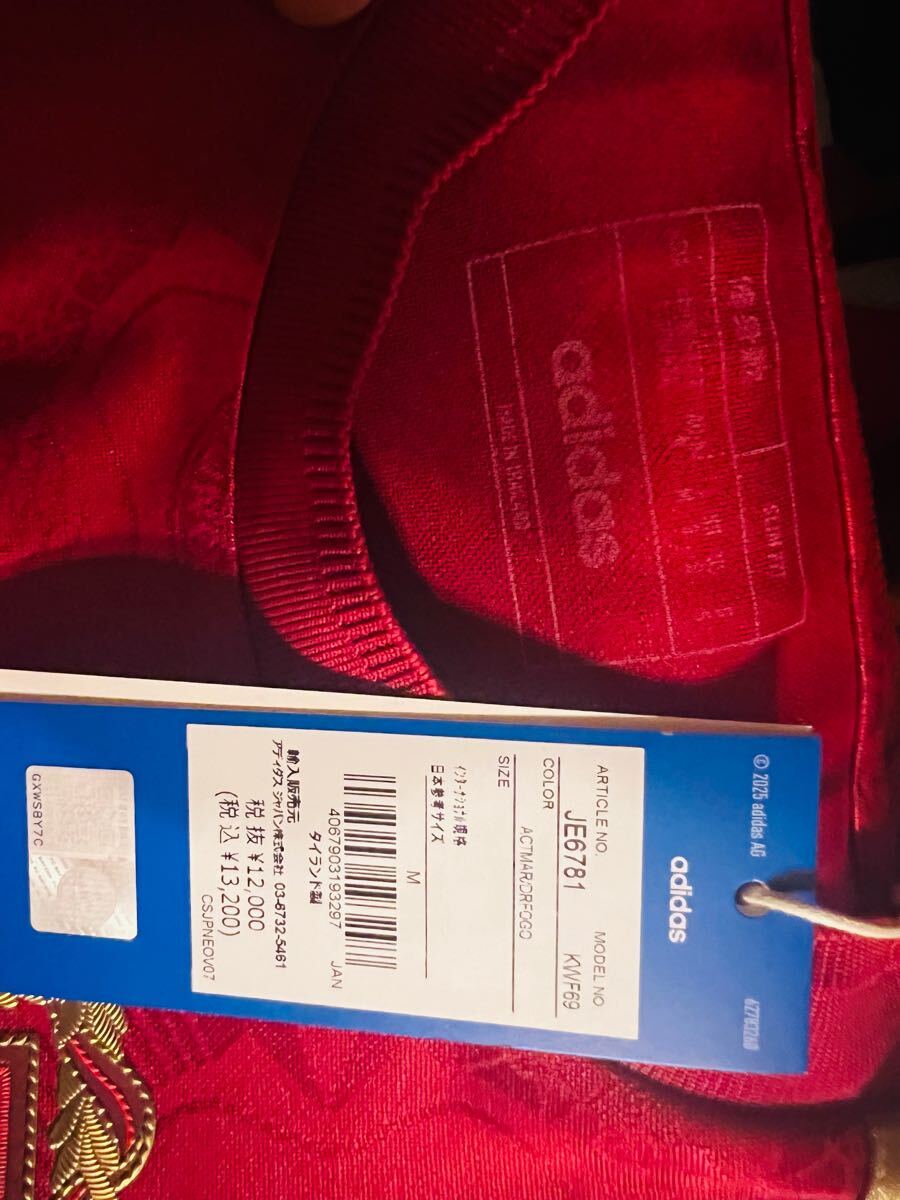 adidas
MADE IN THAILAND
SLIM FIT
© 2025 adidas AG
adidas
ARTICLE NO.
MODEL NO.
JE6781
KWF69
COLOR
ACTMAR/DRFOGO
SIZE
インターナショナル規格
日本参考サイズ
M
4067903193297
JAN
タイランド製
輸入販売元
アディダス ジャパン株式会社 03-6732-5461
税抜 ¥12,000
(税込 ¥13,200)
CSJPNEOV07
GXWSBY7C